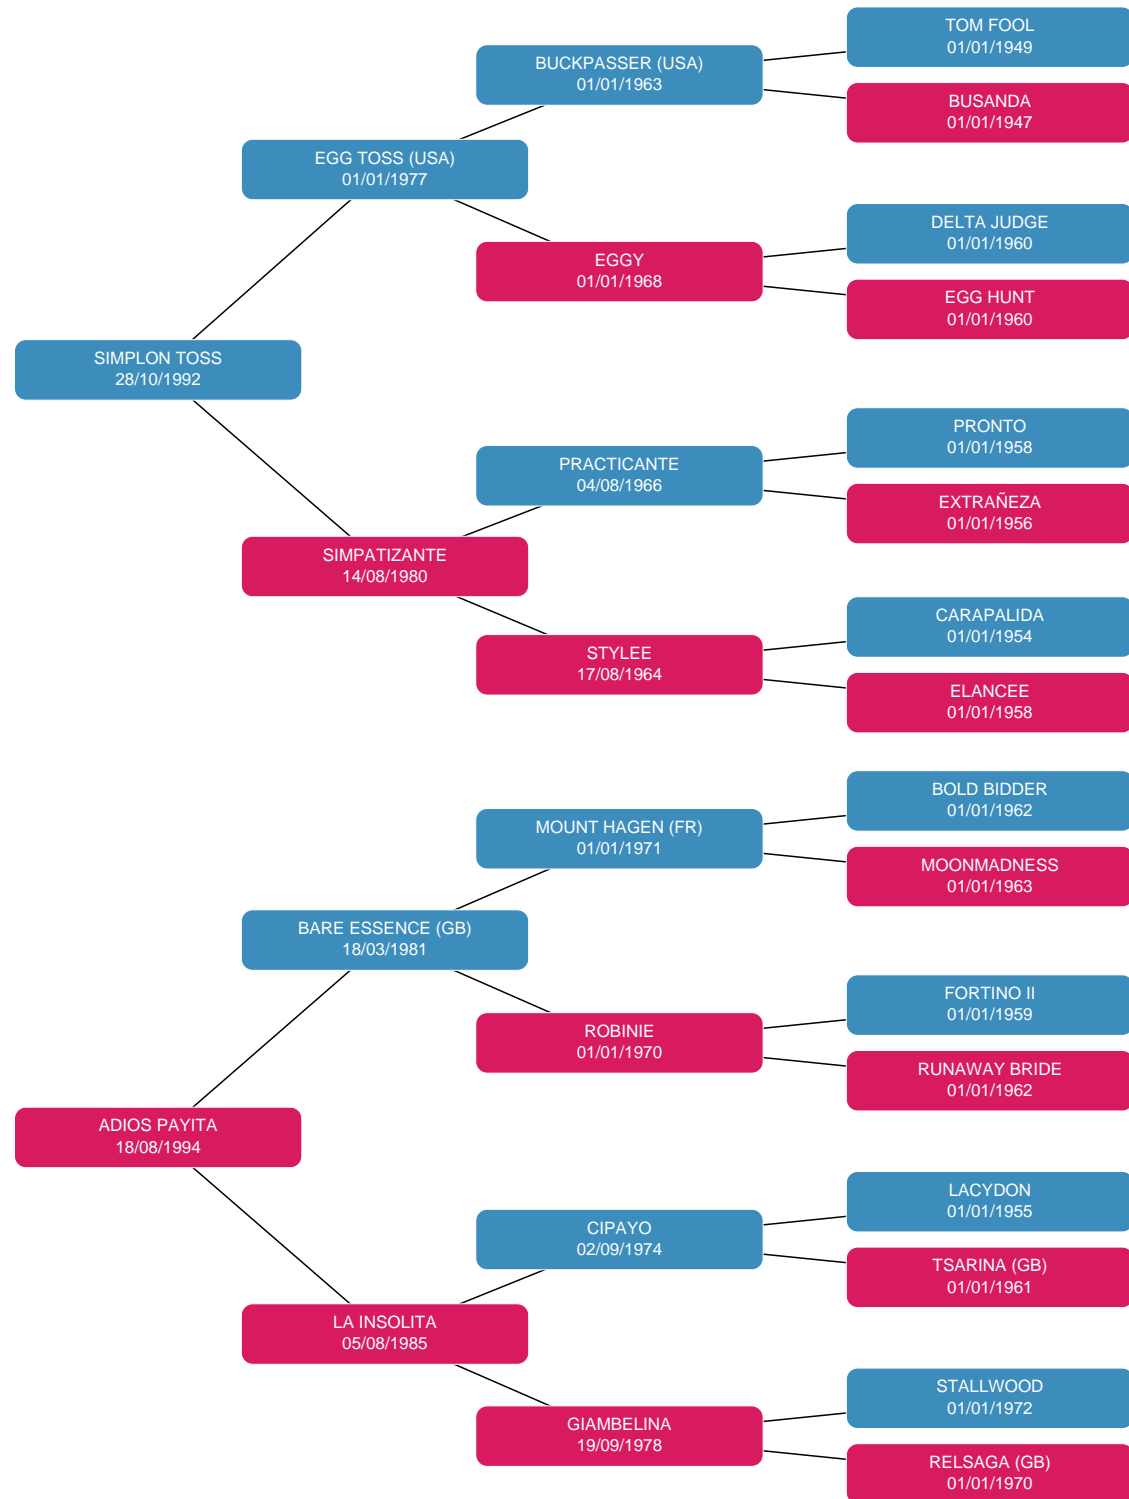 TOM FOOL
01/01/1949
BUCKPASSER (USA)
01/01/1963
BUSANDA
01/01/1947
EGG TOSS (USA)
01/01/1977
DELTA JUDGE
01/01/1960
EGGY
01/01/1968
EGG HUNT
01/01/1960
SIMPLON TOSS
28/10/1992
PRONTO
01/01/1958
PRACTICANTE
04/08/1966
EXTRAÑEZA
01/01/1956
SIMPATIZANTE
14/08/1980
CARAPALIDA
01/01/1954
STYLEE
17/08/1964
ELANCEE
01/01/1958
BOLD BIDDER
01/01/1962
MOUNT HAGEN (FR)
01/01/1971
MOONMADNESS
01/01/1963
BARE ESSENCE (GB)
18/03/1981
FORTINO II
01/01/1959
ROBINIE
01/01/1970
RUNAWAY BRIDE
01/01/1962
ADIOS PAYITA
18/08/1994
LACYDON
01/01/1955
CIPAYO
02/09/1974
TSARINA (GB)
01/01/1961
LA INSOLITA
05/08/1985
STALLWOOD
01/01/1972
GIAMBELINA
19/09/1978
RELSAGA (GB)
01/01/1970